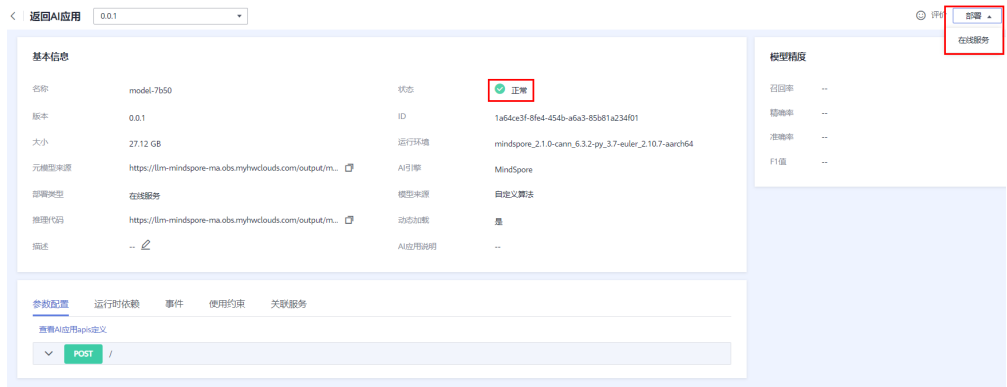 返回AI应用 0.0.1 评价 部署
在线服务
基本信息
名称 model-7b50 状态 正常
版本 0.0.1 ID 1a64ce3f-8fe4-454b-a6a3-85b81a234f01
大小 27.12 GB 运行环境 mindspore_2.1.0-cann_6.3.2-py_3.7-euler_2.10.7-aarch64
元模型来源 https://llm-mindspore-ma.obs.myhwclouds.com/output/m... AI引擎 MindSpore
部署类型 在线服务 模型来源 自定义算法
推理代码 https://llm-mindspore-ma.obs.myhwclouds.com/output/m... 动态加载 是
描述 -- AI应用说明 --
模型精度
召回率 --
精确率 --
准确率 --
F1值 --
参数配置 运行时依赖 事件 使用约束 关联服务
查看AI应用apis定义
POST /